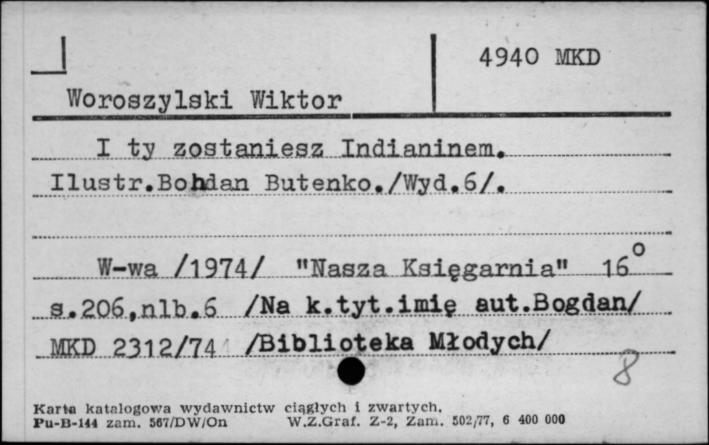 4940 MKD
Woroszylski Wiktor
I ty zostaniesz Indianinem.
Ilustr.Bohdan Butenko./Wyd.6/.
W-wa /1974/ "Nasza Księgarnia" 16°
s.206,nlb.6 /Na k.tyt.imię aut.Bogdan/
MKD 2312/74 /Biblioteka Młodych/
8
Karta katalogowa wydawnictw ciągłych i zwartych.
Pu-B-144 zam. 567/DW/On W.Z.Graf. Z-2, Zam. 502/77, 6 400 000